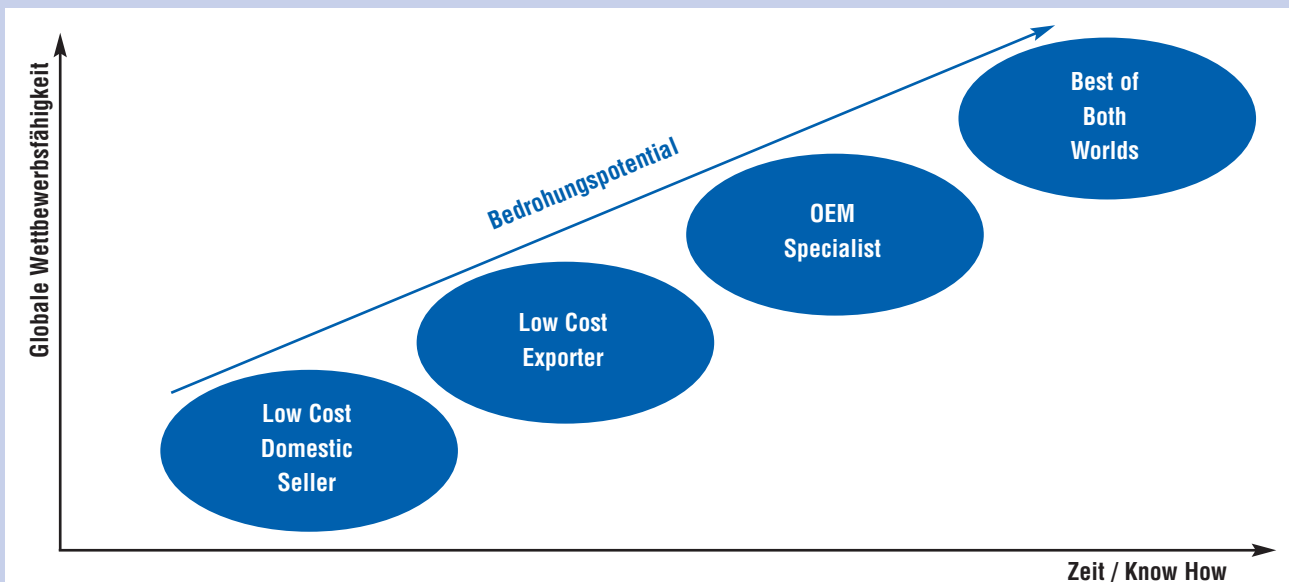 Globale Wettbewerbsfähigkeit
Bedrohungspotential
Low Cost
Domestic
Seller
Low Cost
Exporter
OEM
Specialist
Best of
Both
Worlds
Zeit / Know How